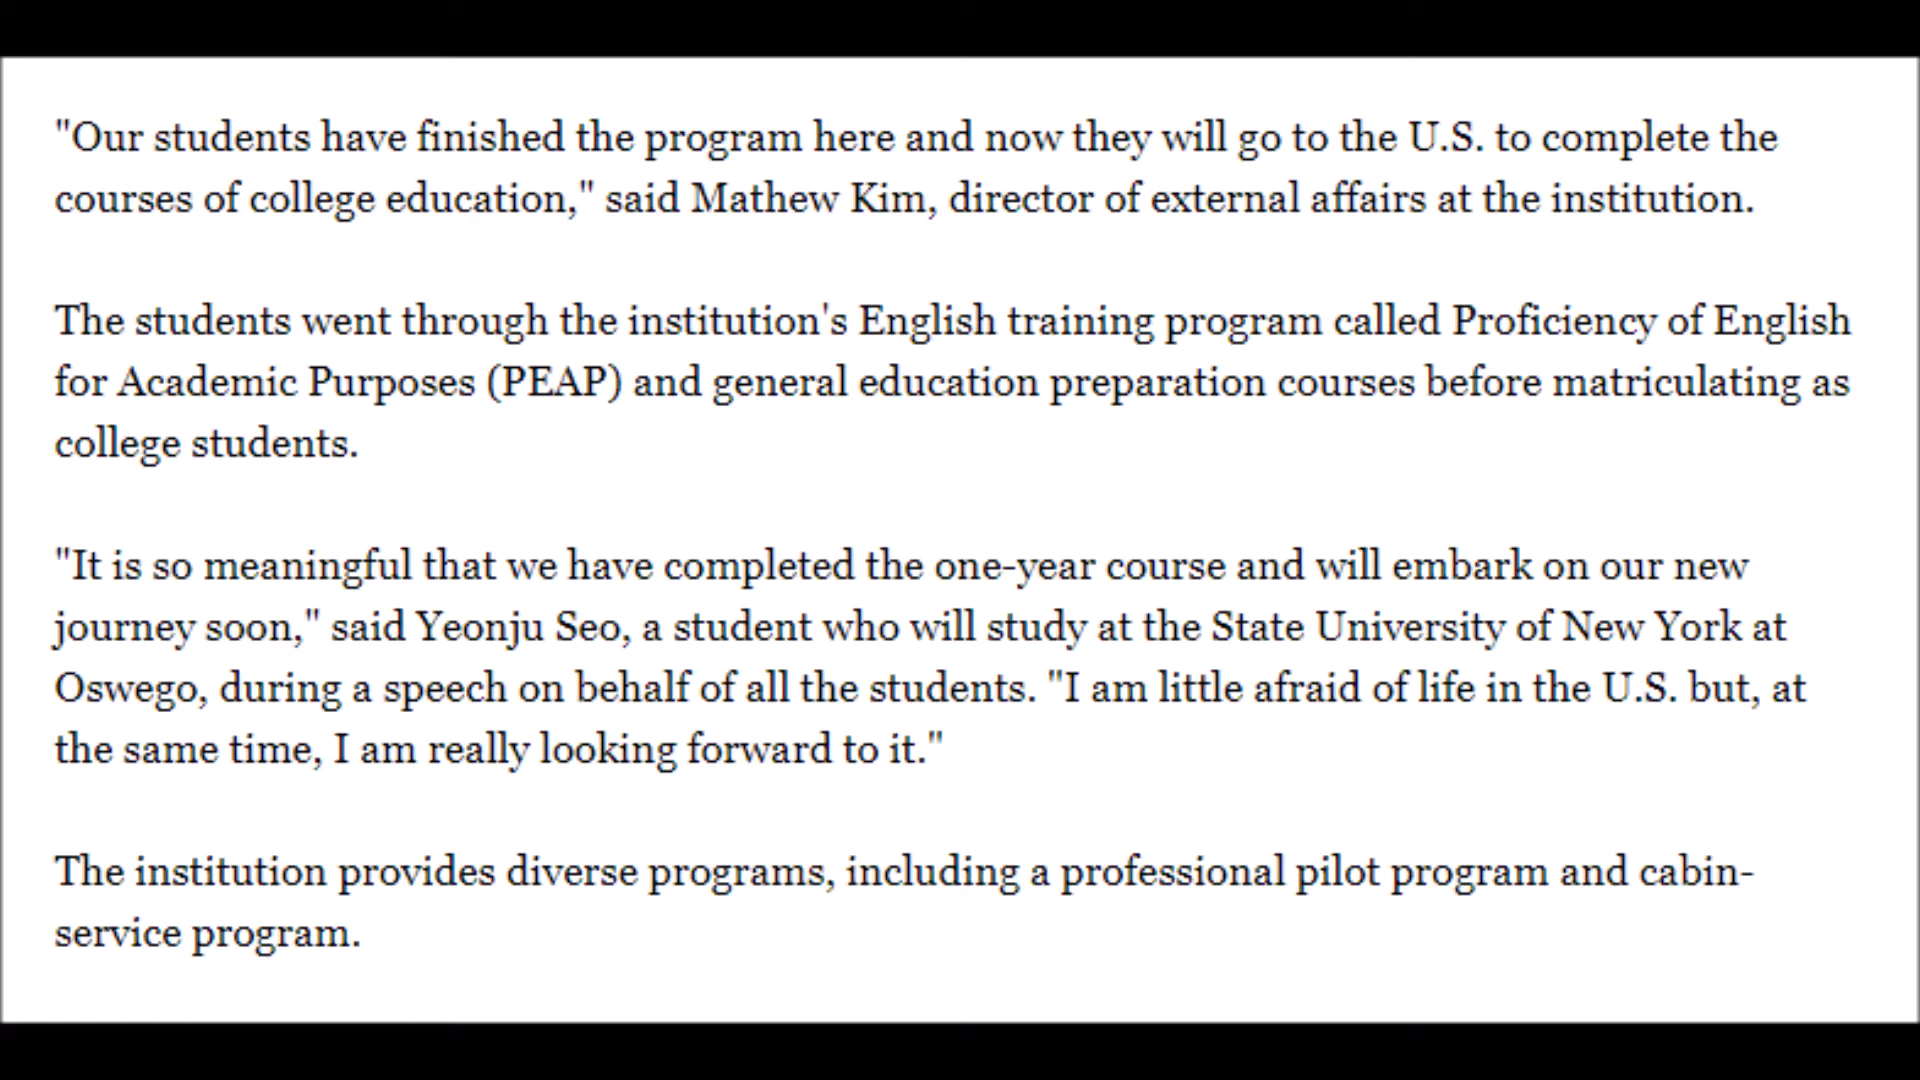 "Our students have finished the program here and now they will go to the U.S. to complete the
courses of college education," said Mathew Kim, director of external affairs at the institution.
The students went through the institution's English training program called Proficiency of English
for Academic Purposes (PEAP) and general education preparation courses before matriculating as
college students.
"It is so meaningful that we have completed the one-year course and will embark on our new
journey soon," said Yeonju Seo, a student who will study at the State University of New York at
Oswego, during a speech on behalf of all the students. "I am little afraid of life in the U.S. but, at
the same time, I am really looking forward to it."
The institution provides diverse programs, including a professional pilot program and cabin-
service program.